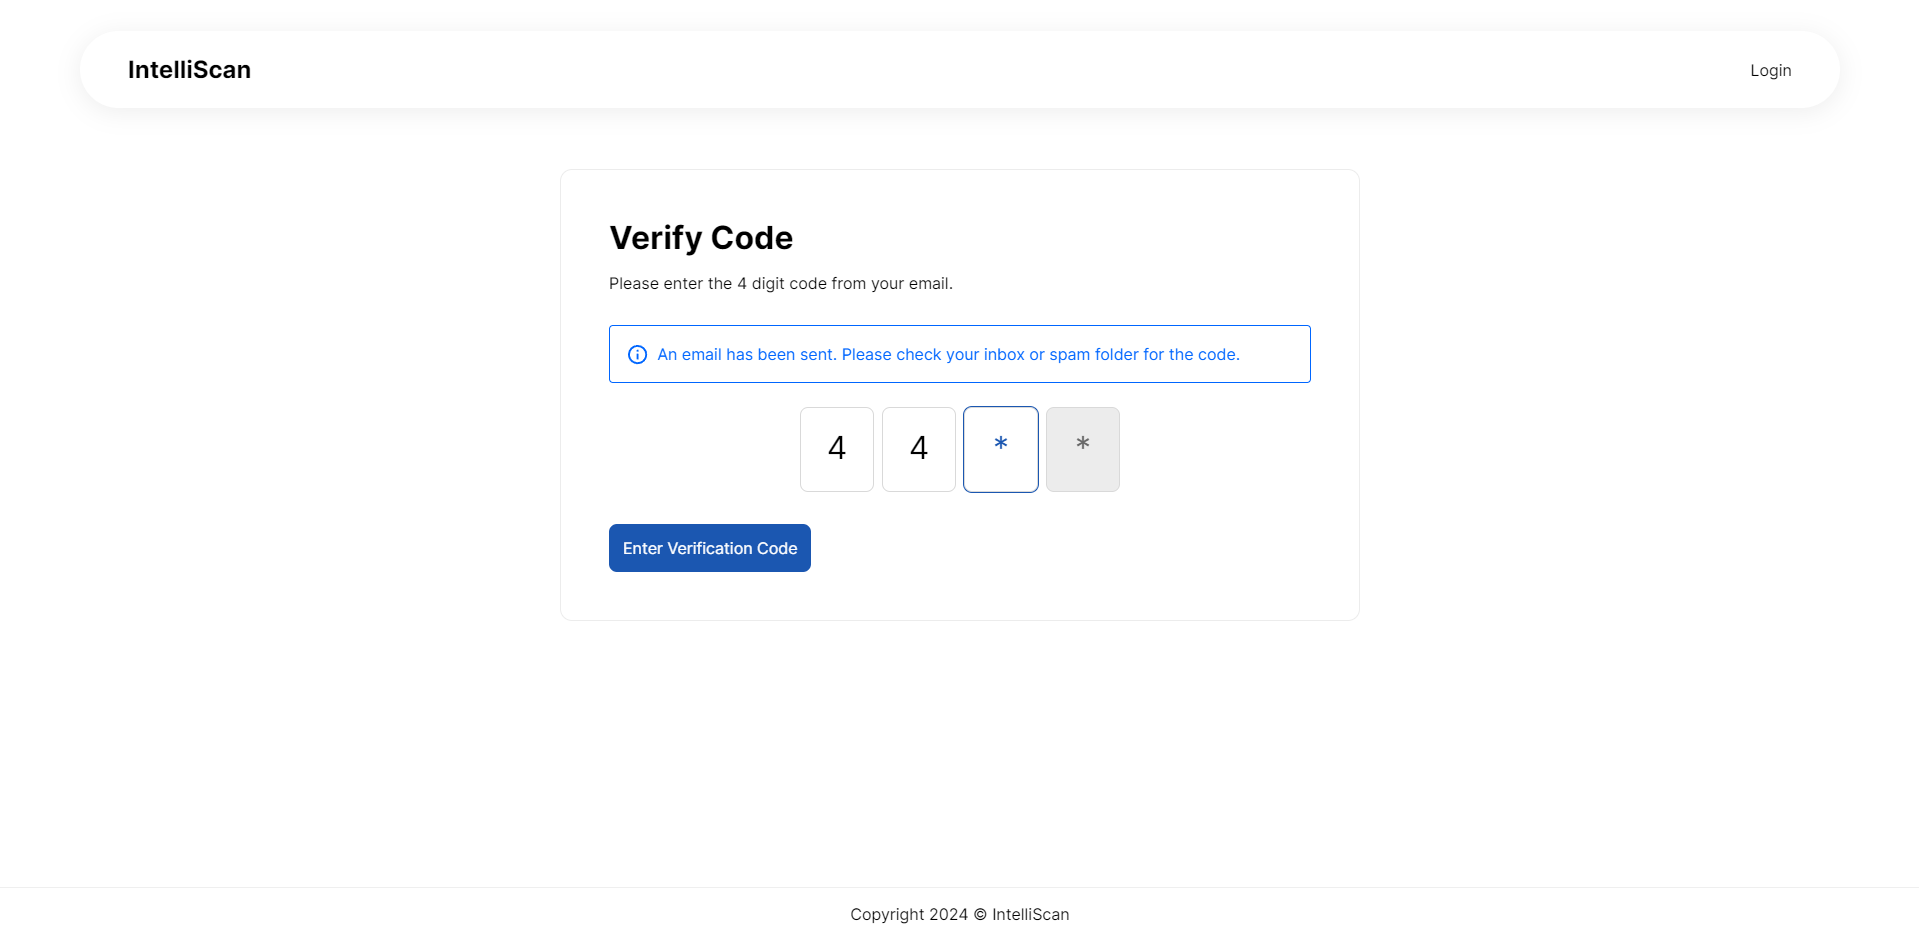 IntelliScan
Login
Verify Code
Please enter the 4 digit code from your email.
An email has been sent. Please check your inbox or spam folder for the code.
4 4 * *
Enter Verification Code
Copyright 2024 © IntelliScan